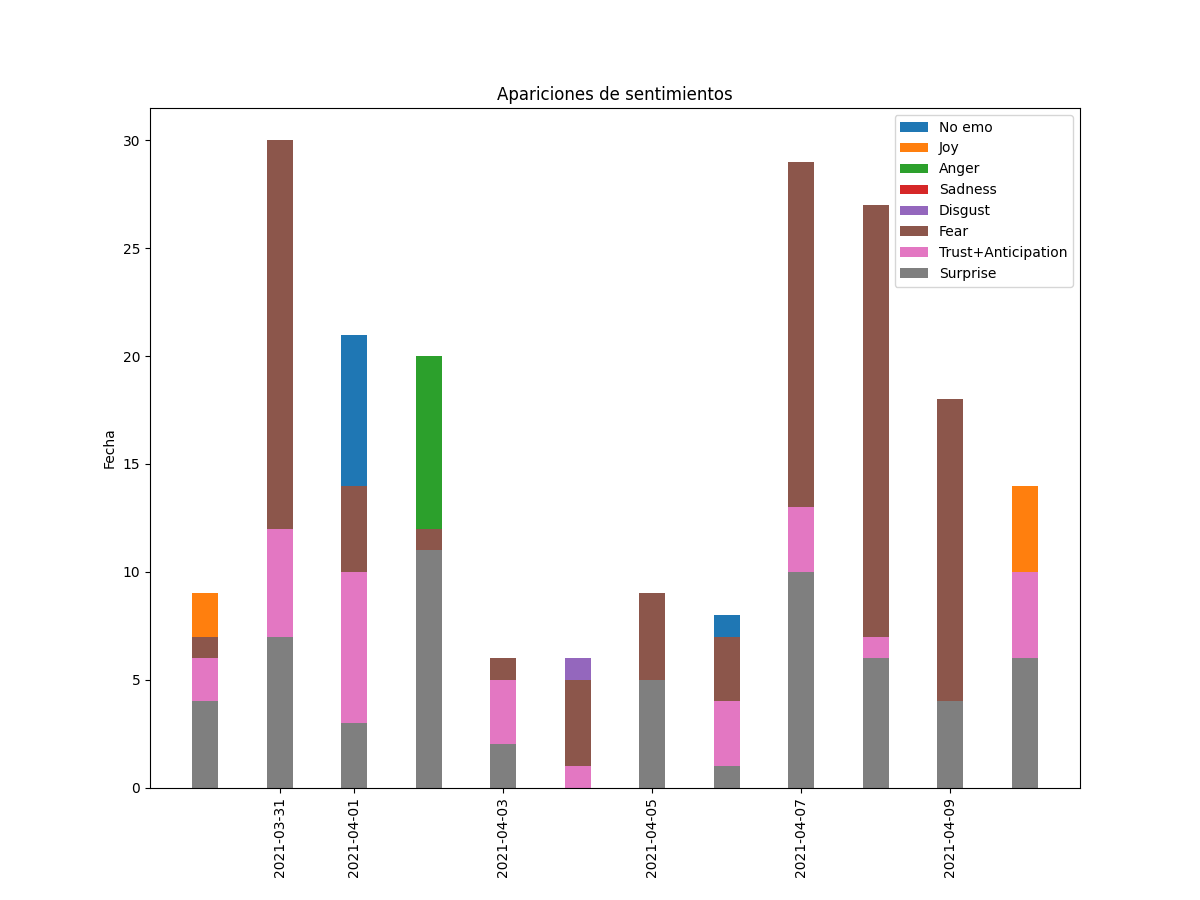 Apariciones de sentimientos
No emo
Joy
Anger
Sadness
Disgust
Fear
Trust+Anticipation
Surprise
Fecha
30
25
20
15
10
5
0
2021-03-31
2021-04-01
2021-04-03
2021-04-05
2021-04-07
2021-04-09